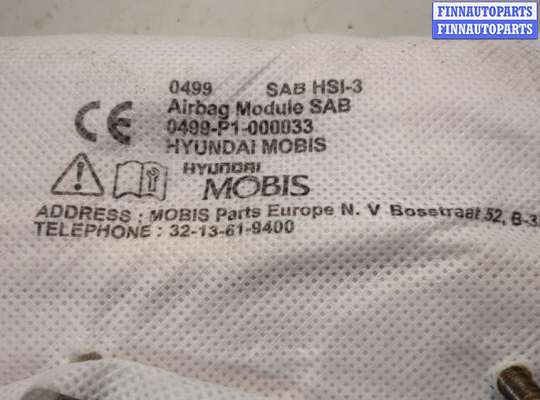 FINNAUTOPARTS
FINNAUTOPARTS
FINNAUTOPARTS
0499 SAB HSI-3
CE Airbag Module SAB
0499-P1-000033
HYUNDAI MOBIS
HYUNDAI
MOBIS
ADDRESS : MOBIS Parts Europe N. V Bosstraat 52, B-3
TELEPHONE : 32-13-61-9400